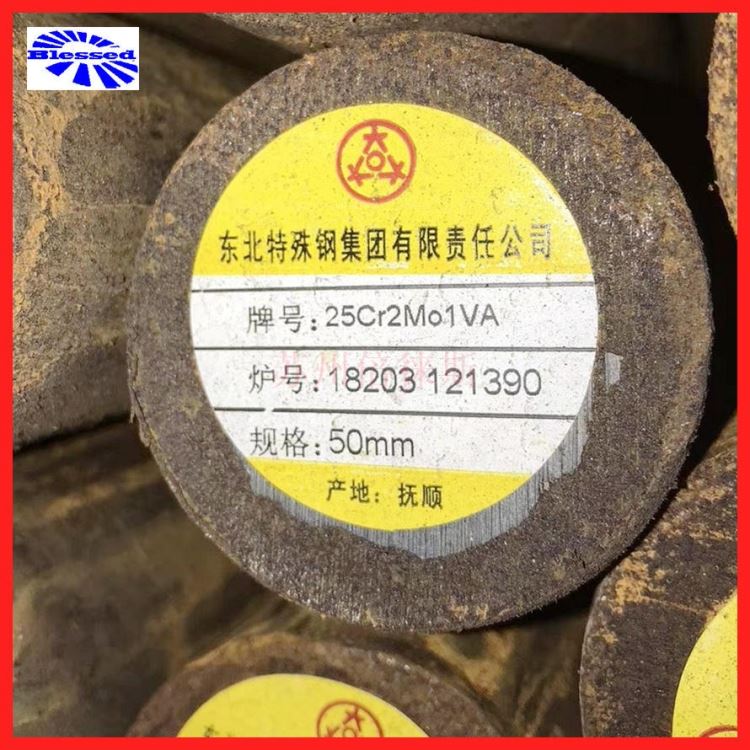 Blessed
东北特殊钢集团有限责任公司
牌号:25Cr2Mo1VA
炉号:18203 121390
规格:50mm
产地:抚顺